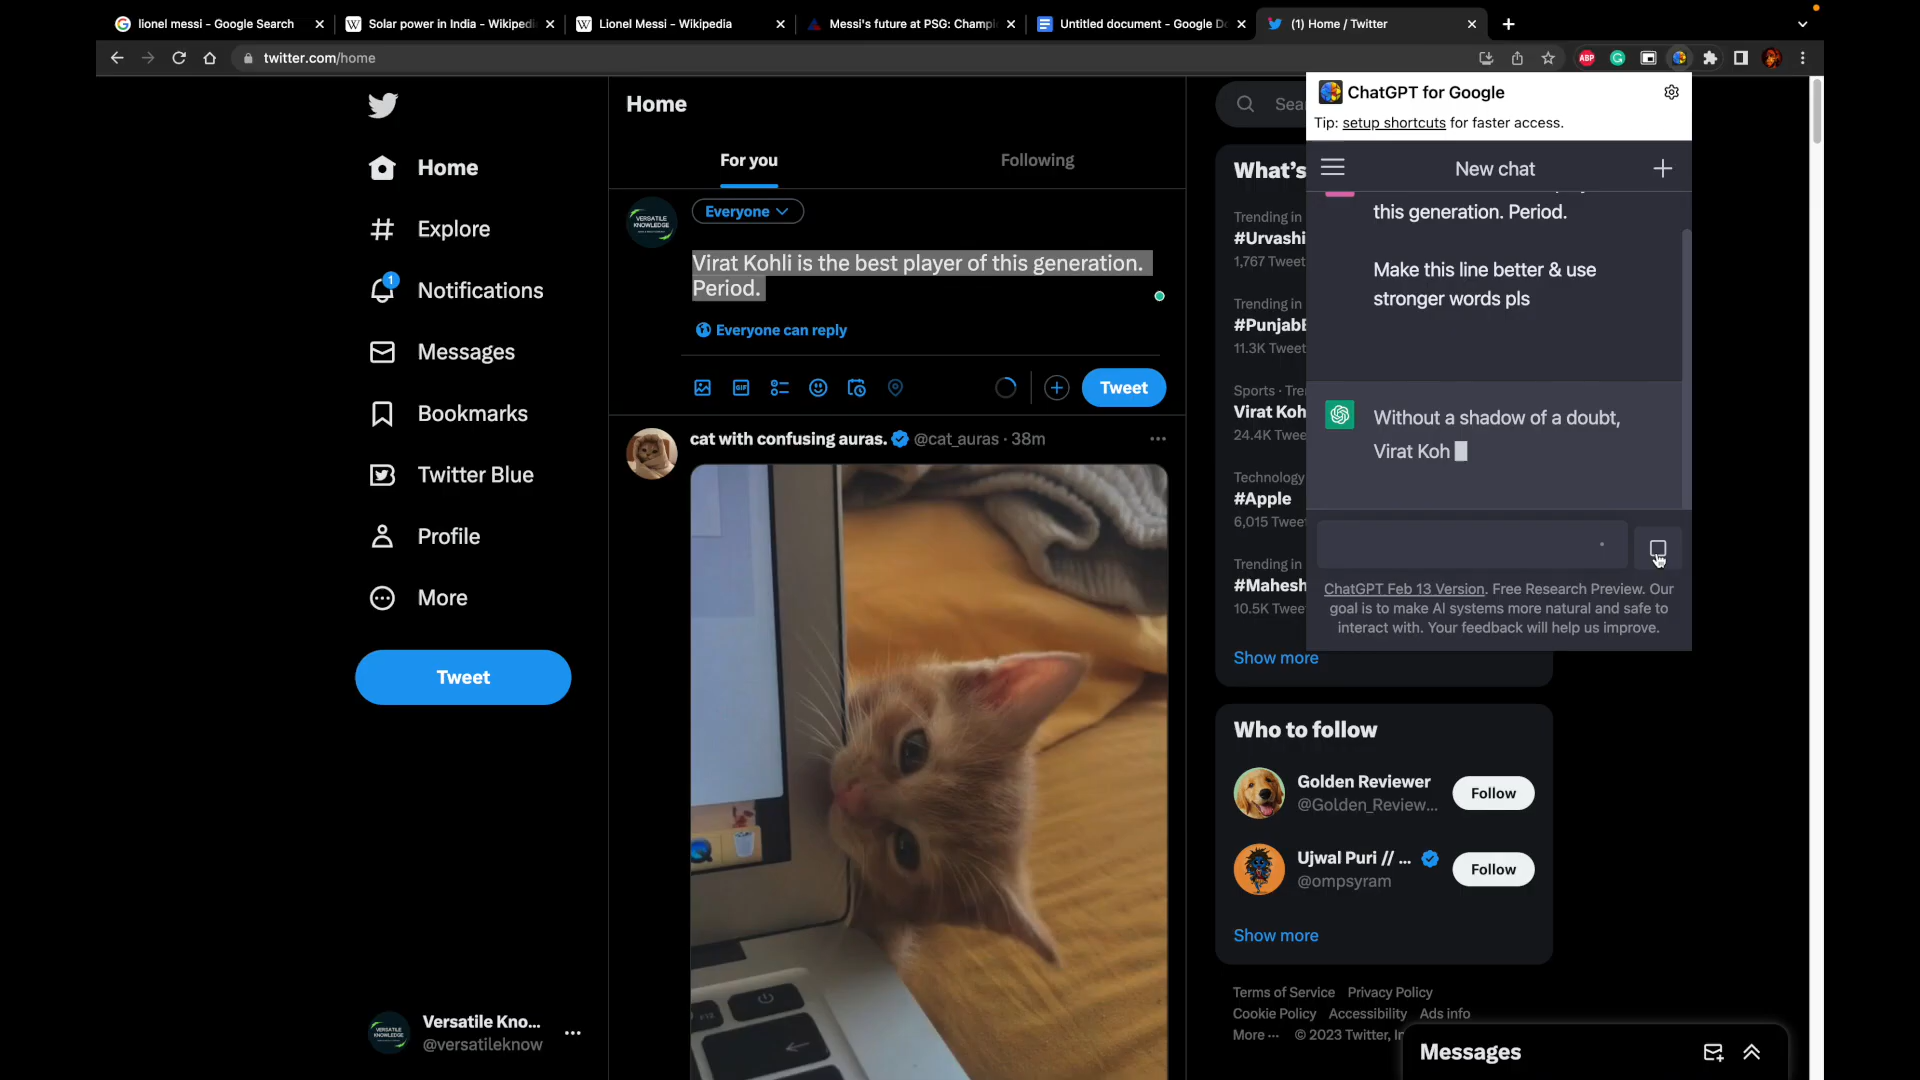 lionel messi - Google Search
Solar power in India - Wikiped
Lionel Messi - Wikipedia
Messi's future at PSG: Champ
Untitled document - Google D
(1) Home / Twitter
twitter.com/home
ABP
ChatGPT for Google
Tip: setup shortcuts for faster access.
New chat
this generation. Period.
Make this line better & use
stronger words pls
Without a shadow of a doubt,
Virat Koh
ChatGPT Feb 13 Version. Free Research Preview. Our
goal is to make AI systems more natural and safe to
interact with. Your feedback will help us improve.
Home
Explore
1
Notifications
Messages
Bookmarks
Twitter Blue
Profile
More
Tweet
Versatile Kno...
@versatileknow
Home
For you
Following
VERSATILE
KNOWLEDGE
Everyone
Virat Kohli is the best player of this generation.
Period.
Everyone can reply
GIF
Tweet
cat with confusing auras. @cat_auras · 38m
Sea
What's
Trending in
#Urvashi
1,767 Tweet
Trending in
#PunjabE
11.3K Tweet
Sports · Tre
Virat Koh
24.4K Twee
Technology
#Apple
6,015 Tweet
Trending in
#Mahesh
10.5K Twee
Show more
Who to follow
Golden Reviewer
@Golden_Review...
Follow
Ujwal Puri // ...
@ompsyram
Follow
Show more
Terms of Service Privacy Policy
Cookie Policy Accessibility Ads info
More ··· © 2023 Twitter, In
Messages